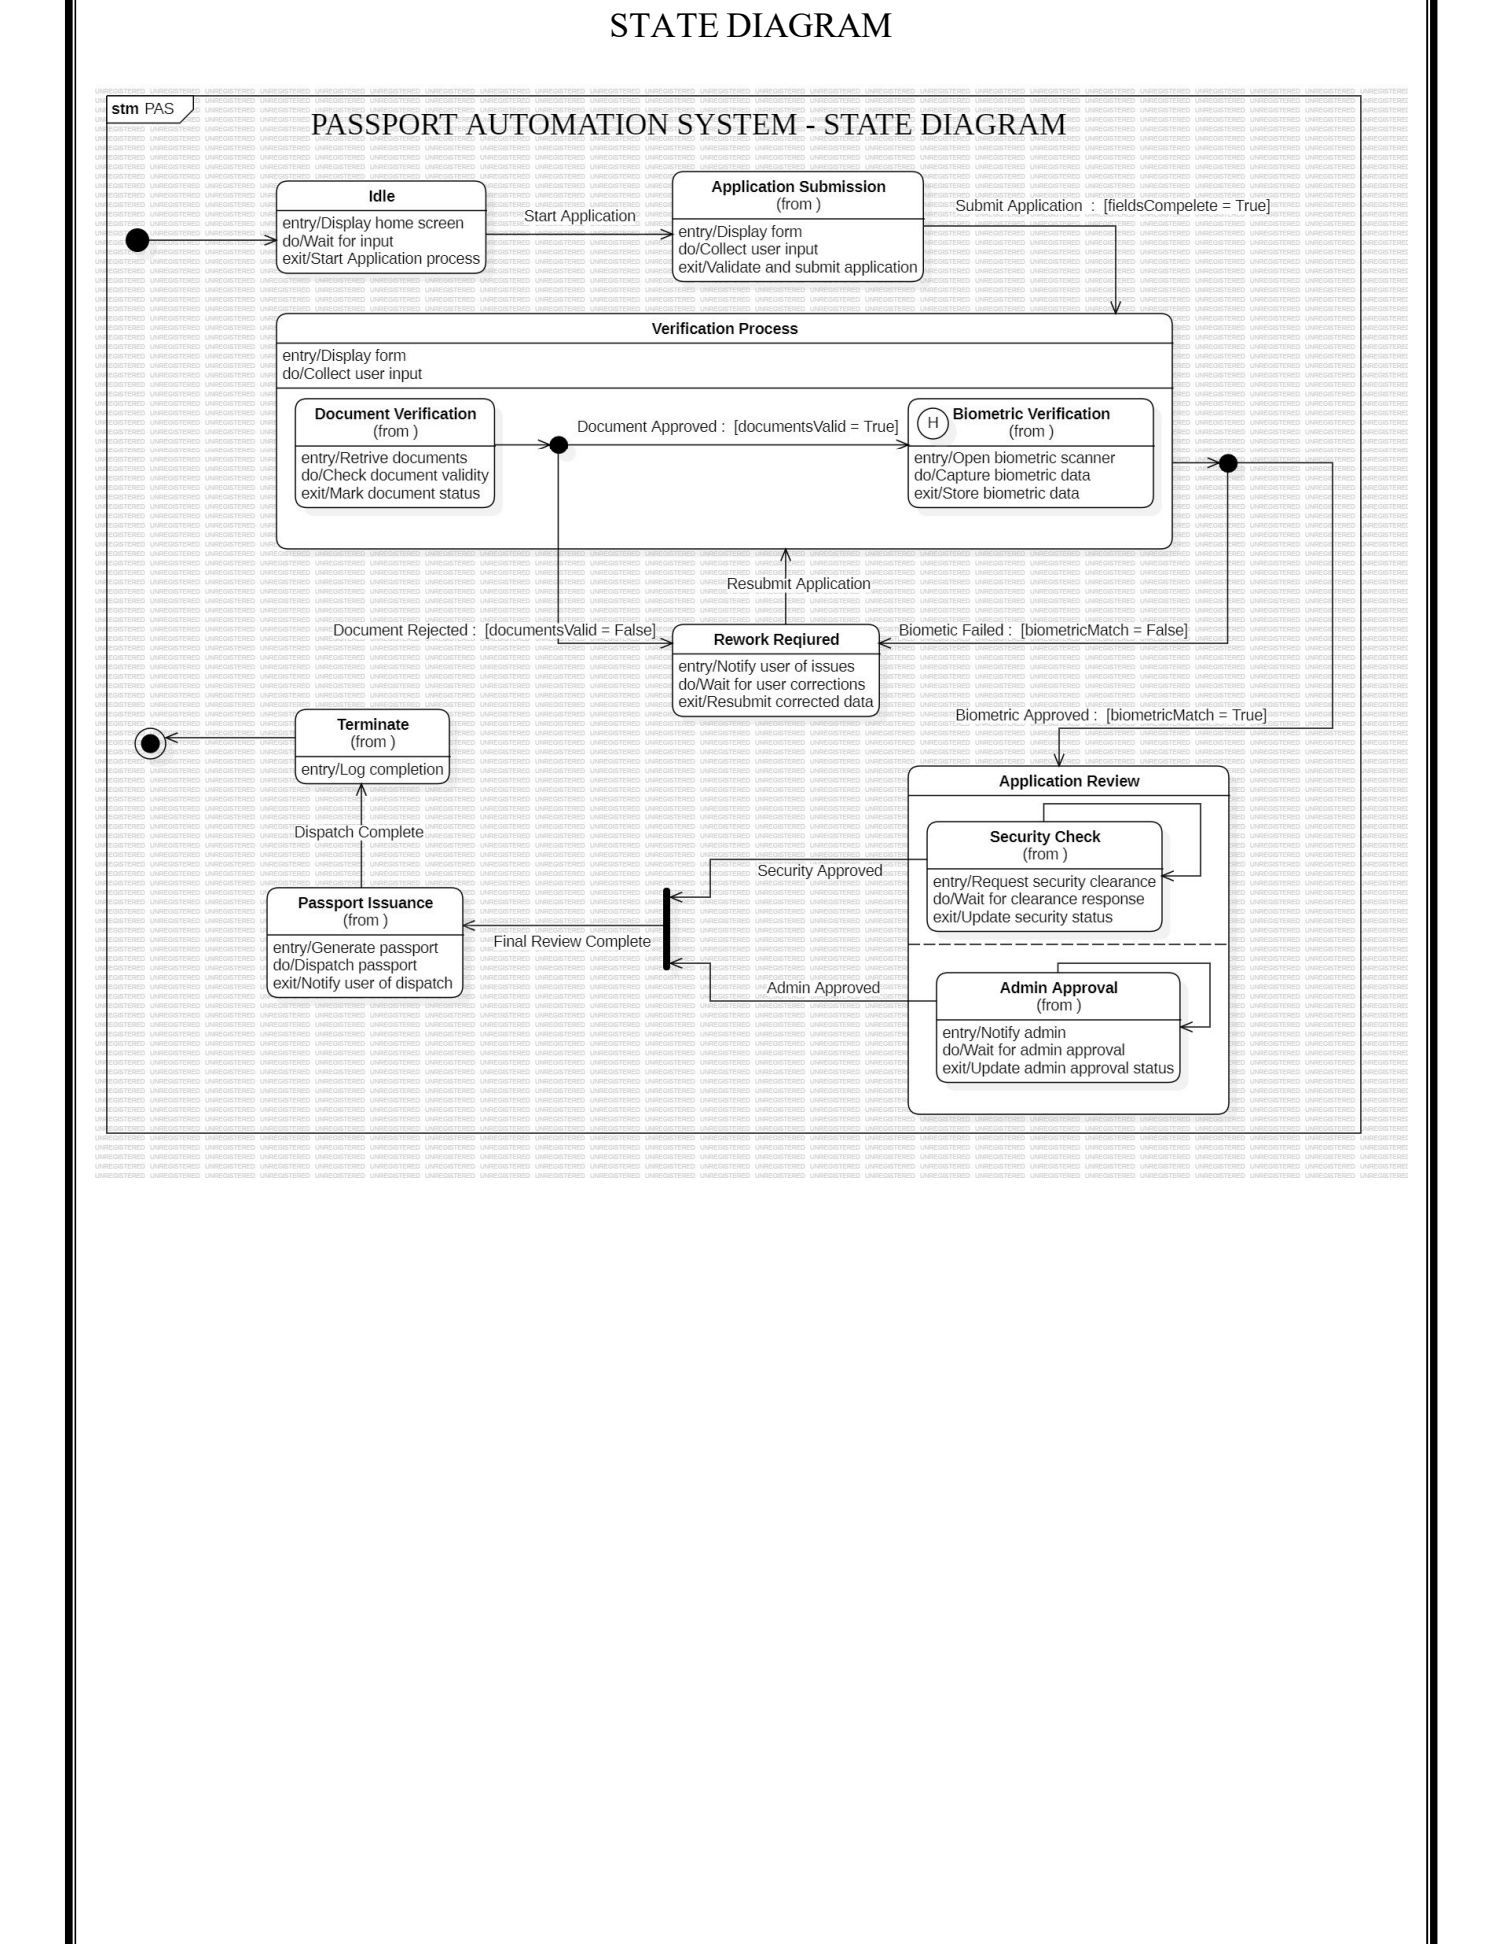 STATE DIAGRAM
stm PAS
PASSPORT AUTOMATION SYSTEM - STATE DIAGRAM
Idle
entry/Display home screen
do/Wait for input
exit/Start Application process
Start Application
Application Submission
(from )
entry/Display form
do/Collect user input
exit/Validate and submit application
Submit Application : [fieldsCompelete = True]
Verification Process
entry/Display form
do/Collect user input
Document Verification
(from )
entry/Retrive documents
do/Check document validity
exit/Mark document status
Document Approved : [documentsValid = True]
H
Biometric Verification
(from )
entry/Open biometric scanner
do/Capture biometric data
exit/Store biometric data
Resubmit Application
Document Rejected : [documentsValid = False]
Rework Reqiured
entry/Notify user of issues
do/Wait for user corrections
exit/Resubmit corrected data
Biometic Failed : [biometricMatch = False]
Biometric Approved : [biometricMatch = True]
Terminate
(from )
entry/Log completion
Dispatch Complete
Application Review
Security Check
(from )
entry/Request security clearance
do/Wait for clearance response
exit/Update security status
Security Approved
Passport Issuance
(from )
entry/Generate passport
do/Dispatch passport
exit/Notify user of dispatch
Final Review Complete
Admin Approved
Admin Approval
(from )
entry/Notify admin
do/Wait for admin approval
exit/Update admin approval status
UNREGISTERED